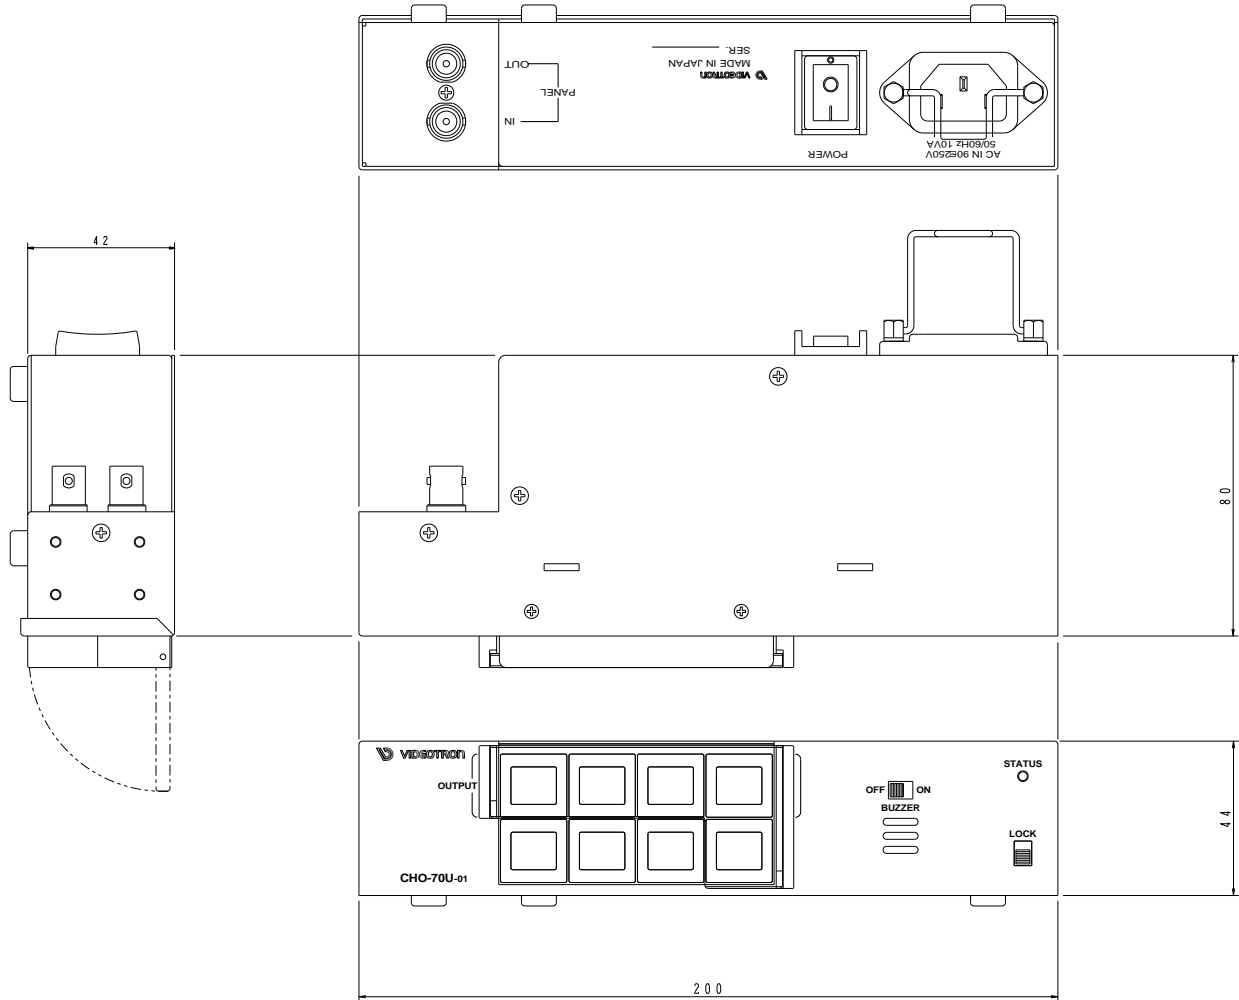 OUT
PANEL
IN
SER.
MADE IN JAPAN
VIDEOTRON
POWER
AC IN 90~250V
50/60Hz 10VA
42
80
VIDEOTRON
OUTPUT
CHO-70U-01
OFF ON
BUZZER
STATUS
LOCK
44
200